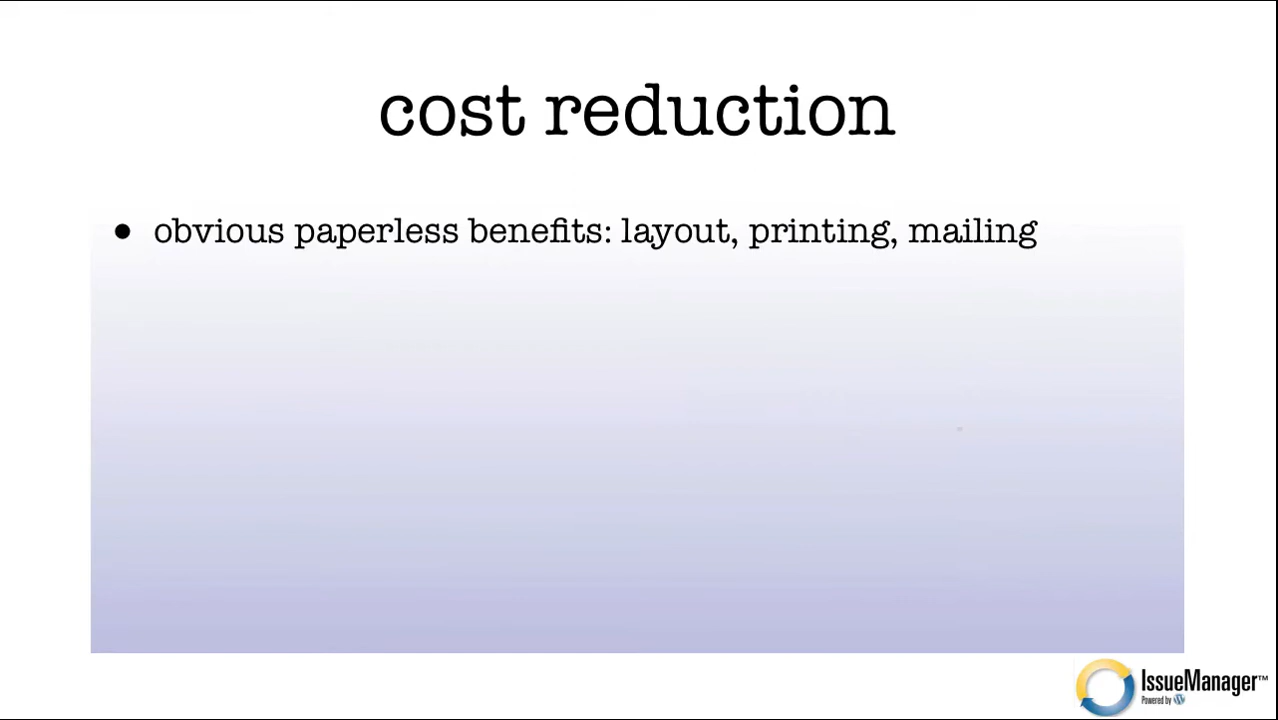 cost reduction
• obvious paperless benefits: layout, printing, mailing
IssueManager™
Powered by